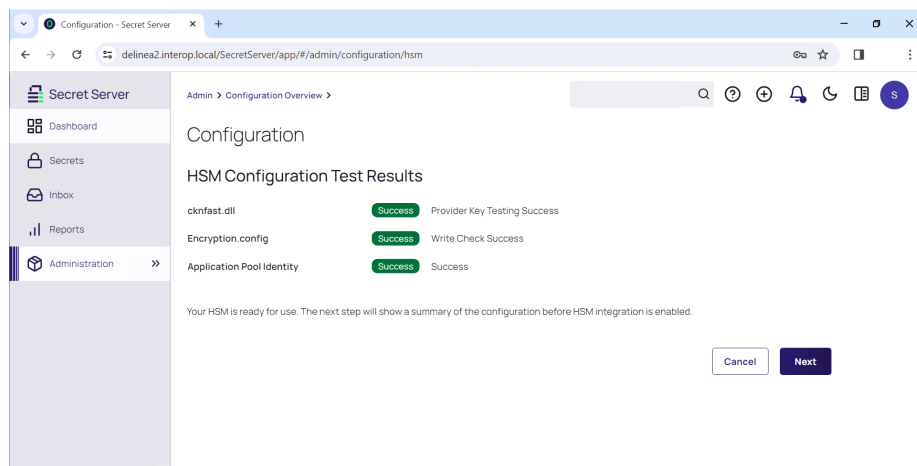 Configuration - Secret Server
delinea2.interop.local/SecretServer/app/#/admin/configuration/hsm
Secret Server
Admin > Configuration Overview >
S
Dashboard
Configuration
Secrets
HSM Configuration Test Results
Inbox
cknfast.dll Success Provider Key Testing Success
Reports
Encryption.config Success Write Check Success
Administration
Application Pool Identity Success Success
Your HSM is ready for use. The next step will show a summary of the configuration before HSM integration is enabled.
Cancel Next